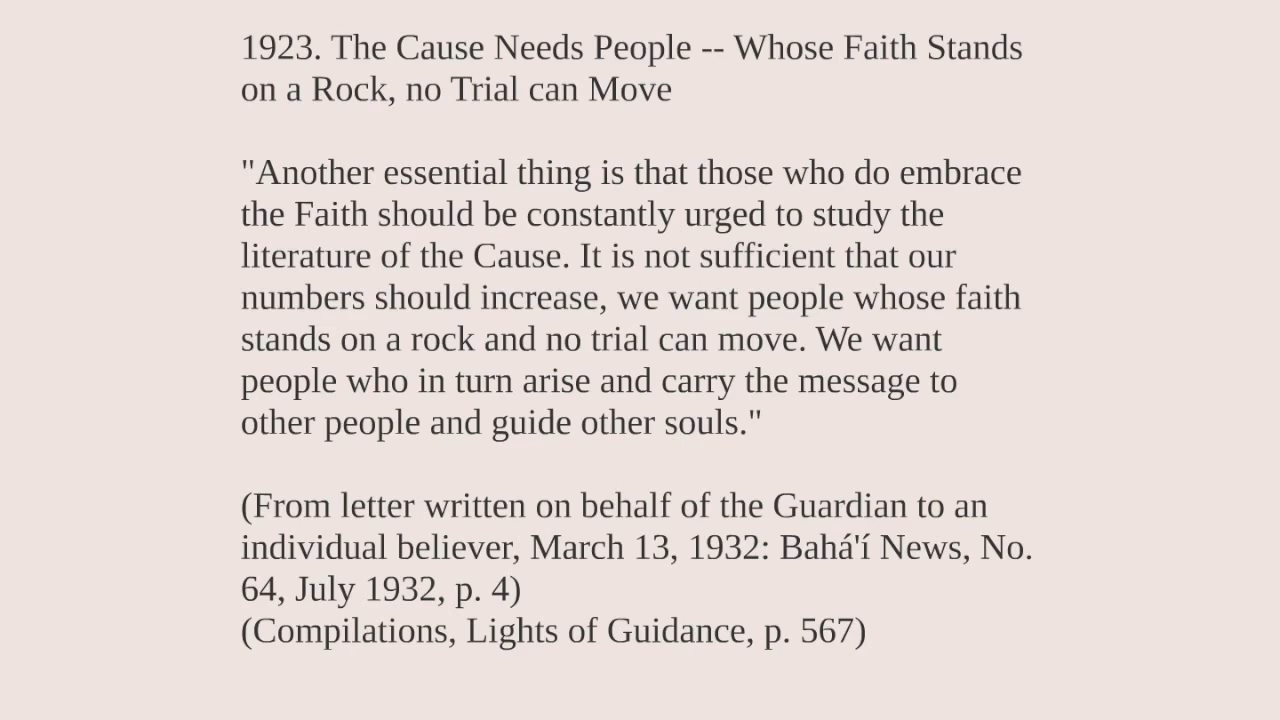 1923. The Cause Needs People -- Whose Faith Stands
on a Rock, no Trial can Move
"Another essential thing is that those who do embrace
the Faith should be constantly urged to study the
literature of the Cause. It is not sufficient that our
numbers should increase, we want people whose faith
stands on a rock and no trial can move. We want
people who in turn arise and carry the message to
other people and guide other souls."
(From letter written on behalf of the Guardian to an
individual believer, March 13, 1932: Bahá'í News, No.
64, July 1932, p. 4)
(Compilations, Lights of Guidance, p. 567)